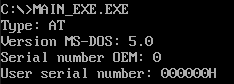 C:\>MAIN_EXE.EXE
Type: AT
Version MS-DOS: 5.0
Serial number OEM: 0
User serial number: 000000H